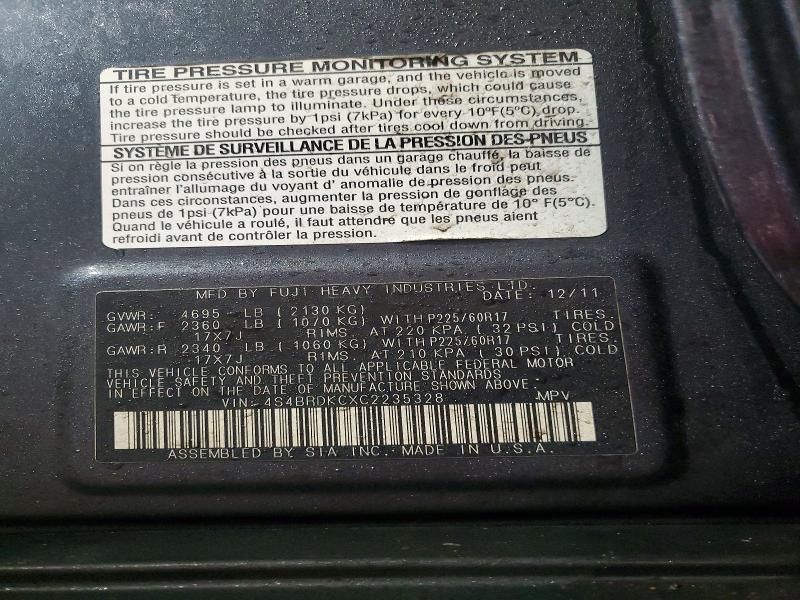 TIRE PRESSURE MONITORING SYSTEM
If tire pressure is set in a warm garage, and the vehicle is moved
to a cold temperature, the tire pressure drops, which could cause
the tire pressure lamp to illuminate. Under these circumstances,
increase the tire pressure by 1psi (7kPa) for every 10°F(5°C) drop.
Tire pressure should be checked after tires cool down from driving.
SYSTÈME DE SURVEILLANCE DE LA PRESSION DES PNEUS
Si on règle la pression des pneus dans un garage chauffé, la baisse de
pression consécutive à la sortie du véhicule dans le froid peut
entraîner l'allumage du voyant d' anomalie de pression des pneus.
Dans ces circonstances, augmenter la pression de gonflage des
pneus de 1psi (7kPa) pour une baisse de température de 10° F(5°C).
Quand le véhicule a roulé, il faut attendre que les pneus aient
refroidi avant de contrôler la pression.
MFD BY FUJI HEAVY INDUSTRIES LTD.
DATE: 12/11
GVWR: 4695 LB ( 2130 KG)
GAWR:F 2360 LB ( 1070 KG) WITH P225/60R17 TIRES.
17X7J RIMS. AT 220 KPA ( 32 PSI) COLD
GAWR:R 2340 LB ( 1060 KG) WITH P225/60R17 TIRES.
17X7J RIMS. AT 210 KPA ( 30 PSI) COLD
THIS VEHICLE CONFORMS TO ALL APPLICABLE FEDERAL MOTOR
VEHICLE SAFETY AND THEFT PREVENTION STANDARDS
IN EFFECT ON THE DATE OF MANUFACTURE SHOWN ABOVE.
VIN: 4S4BRDKCXC2235328 MPV
ASSEMBLED BY SIA INC. MADE IN U.S.A.